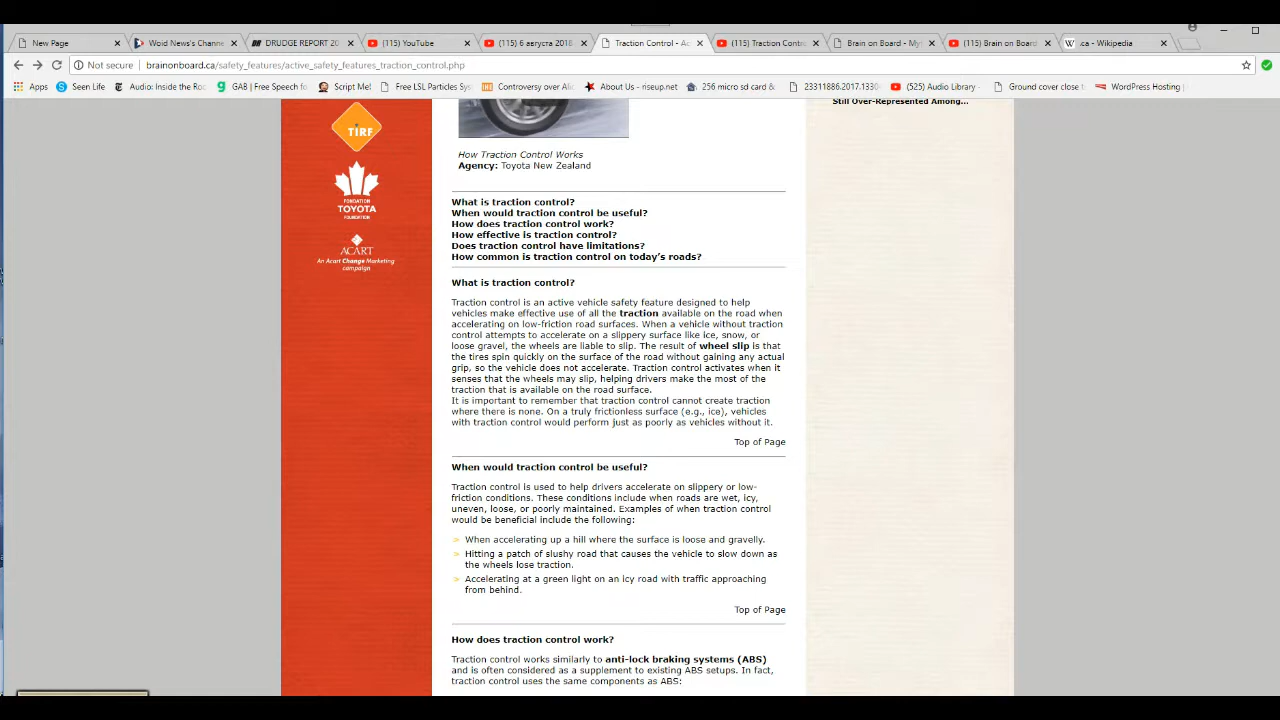 New Page
Woid News's Channe
DRUDGE REPORT 20
(115) YouTube
(115) 6 августа 2018
Traction Control - Ac
(115) Traction Contr
Brain on Board - My
(115) Brain on Board
.ca - Wikipedia
Not secure
brainonboard.ca/safety_features/active_safety_features_traction_control.php
Apps
Seen Life
Audio: Inside the Ro
GAB | Free Speech fo
Script Me!
Free LSL Particles Sys
Controversy over Ali
About Us - riseup.net
256 micro sd card &
23311886.2017.1330
(525) Audio Library -
Ground cover close t
WordPress Hosting
Still Over-Represented Among...
TIRF
FONDATION
TOYOTA
FOUNDATION
ACART
An Acart Change Marketing
campaign
How Traction Control Works
Agency: Toyota New Zealand
What is traction control?
When would traction control be useful?
How does traction control work?
How effective is traction control?
Does traction control have limitations?
How common is traction control on today's roads?
What is traction control?
Traction control is an active vehicle safety feature designed to help
vehicles make effective use of all the traction available on the road when
accelerating on low-friction road surfaces. When a vehicle without traction
control attempts to accelerate on a slippery surface like ice, snow, or
loose gravel, the wheels are liable to slip. The result of wheel slip is that
the tires spin quickly on the surface of the road without gaining any actual
grip, so the vehicle does not accelerate. Traction control activates when it
senses that the wheels may slip, helping drivers make the most of the
traction that is available on the road surface.
It is important to remember that traction control cannot create traction
where there is none. On a truly frictionless surface (e.g., ice), vehicles
with traction control would perform just as poorly as vehicles without it.
Top of Page
When would traction control be useful?
Traction control is used to help drivers accelerate on slippery or low-
friction conditions. These conditions include when roads are wet, icy,
uneven, loose, or poorly maintained. Examples of when traction control
would be beneficial include the following:
When accelerating up a hill where the surface is loose and gravelly.
Hitting a patch of slushy road that causes the vehicle to slow down as
the wheels lose traction.
Accelerating at a green light on an icy road with traffic approaching
from behind.
Top of Page
How does traction control work?
Traction control works similarly to anti-lock braking systems (ABS)
and is often considered as a supplement to existing ABS setups. In fact,
traction control uses the same components as ABS: